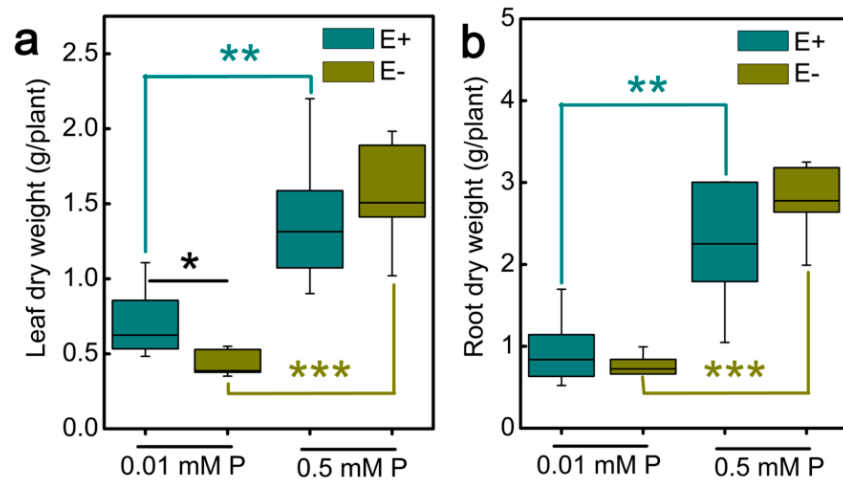 a
Leaf dry weight (g/plant)
2.5
2.0
1.5
1.0
0.5
0.0
E+
E-
**
*
***
0.01 mM P
0.5 mM P
b
Root dry weight (g/plant)
5
4
3
2
1
0
E+
E-
**
***
0.01 mM P
0.5 mM P